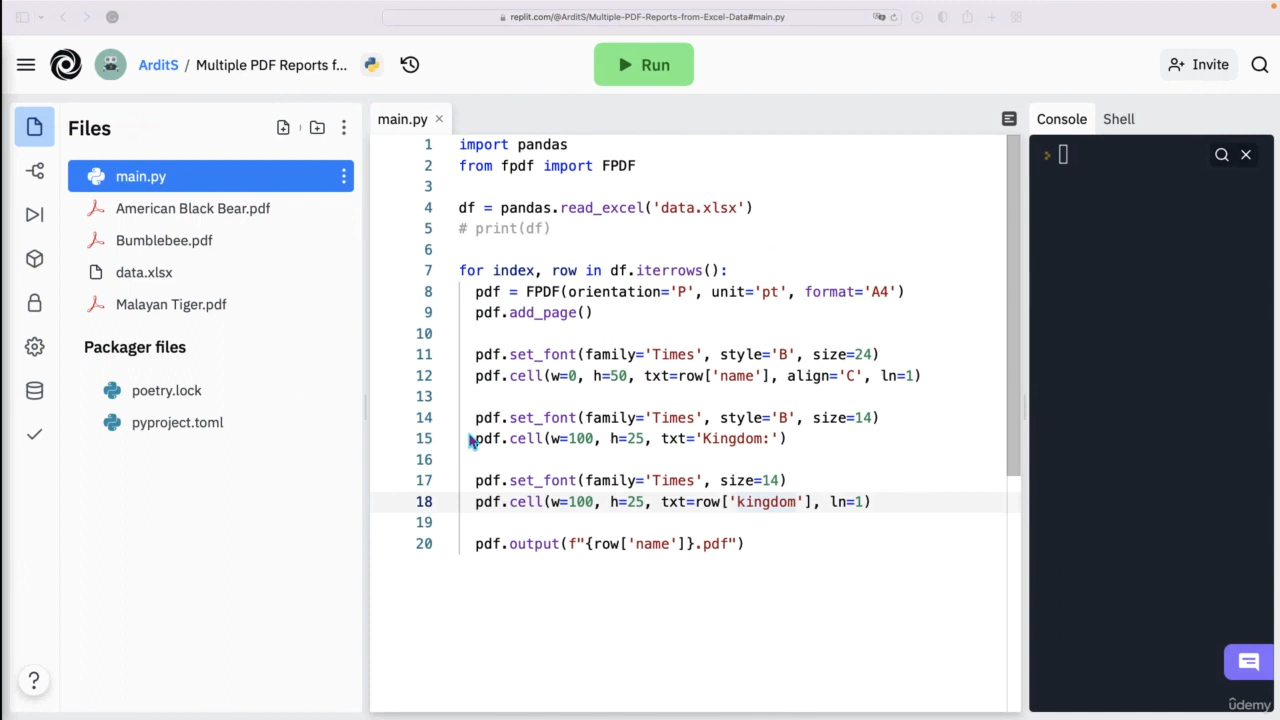 replit.com/@ArditS/Multiple-PDF-Reports-from-Excel-Data#main.py
ArditS / Multiple PDF Reports f...
Run
Invite
Files
main.py
American Black Bear.pdf
Bumblebee.pdf
data.xlsx
Malayan Tiger.pdf
Packager files
poetry.lock
pyproject.toml
?
main.py ×
1 import pandas
2 from fpdf import FPDF
3
4 df = pandas.read_excel('data.xlsx')
5 # print(df)
6
7 for index, row in df.iterrows():
8 pdf = FPDF(orientation='P', unit='pt', format='A4')
9 pdf.add_page()
10
11 pdf.set_font(family='Times', style='B', size=24)
12 pdf.cell(w=0, h=50, txt=row['name'], align='C', ln=1)
13
14 pdf.set_font(family='Times', style='B', size=14)
15 pdf.cell(w=100, h=25, txt='Kingdom:')
16
17 pdf.set_font(family='Times', size=14)
18 pdf.cell(w=100, h=25, txt=row['kingdom'], ln=1)
19
20 pdf.output(f"{row['name']}.pdf")
Console
Shell
udemy